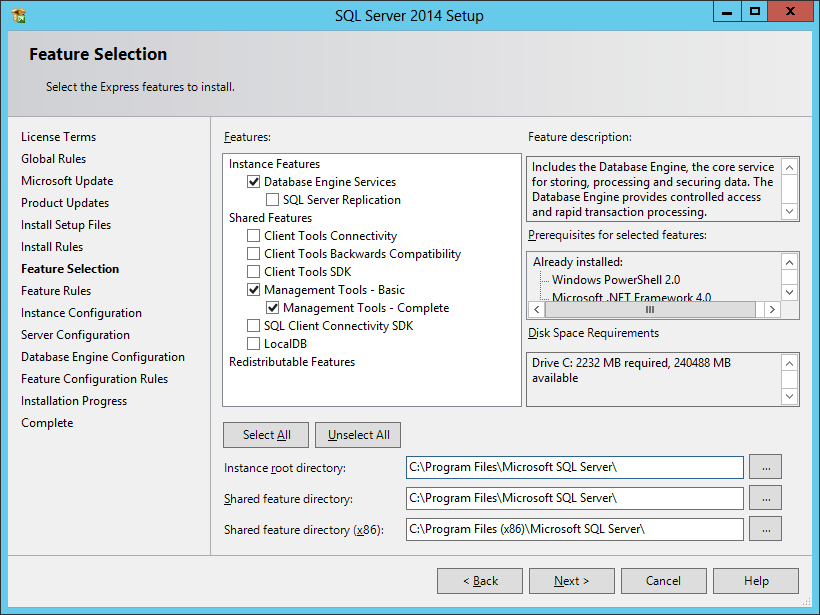 SQL Server 2014 Setup
Feature Selection
Select the Express features to install.
License Terms
Global Rules
Microsoft Update
Product Updates
Install Setup Files
Install Rules
Feature Selection
Feature Rules
Instance Configuration
Server Configuration
Database Engine Configuration
Feature Configuration Rules
Installation Progress
Complete
Features:
Instance Features
Database Engine Services
SQL Server Replication
Shared Features
Client Tools Connectivity
Client Tools Backwards Compatibility
Client Tools SDK
Management Tools - Basic
Management Tools - Complete
SQL Client Connectivity SDK
LocalDB
Redistributable Features
Feature description:
Includes the Database Engine, the core service
for storing, processing and securing data. The
Database Engine provides controlled access
and rapid transaction processing.
Prerequisites for selected features:
Already installed:
Windows PowerShell 2.0
Microsoft .NET Framework 4.0
Disk Space Requirements
Drive C: 2232 MB required, 240488 MB
available
Select All
Unselect All
Instance root directory:
C:\Program Files\Microsoft SQL Server\
...
Shared feature directory:
C:\Program Files\Microsoft SQL Server\
...
Shared feature directory (x86):
C:\Program Files (x86)\Microsoft SQL Server\
...
< Back
Next >
Cancel
Help